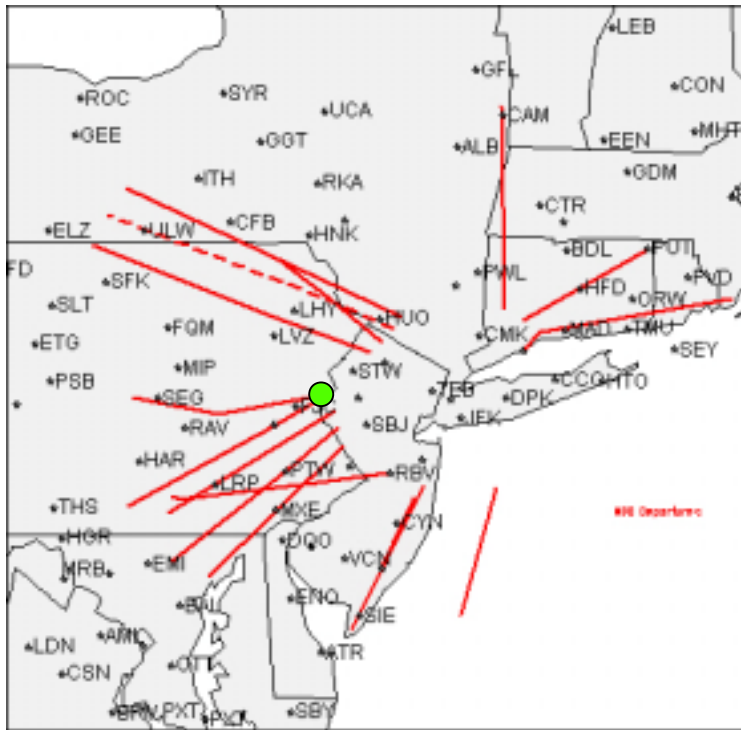 LEB
GFL
ROC
SYR
CON
UCA
CAM
MHT
GEE
GGT
ALB
EEN
GDM
ITH
RKA
CTR
CFB
ELZ
ULW
HNK
BDL
PUT
PWL
PVD
FD
SFK
HFD
ORW
SLT
LHY
HUO
FQM
MAD
TMU
LVZ
CMK
ETG
SEY
MIP
STW
PSB
CCC
HTO
TEB
DPK
SEG
JFK
RAV
SBJ
HAR
PTW
RBV
LRP
THS
MXE
CYN
HGR
DQO
EMI
VCN
MRB
ENO
BAL
SIE
AML
LDN
ATR
OTT
CSN
BRV
PXT
SBY